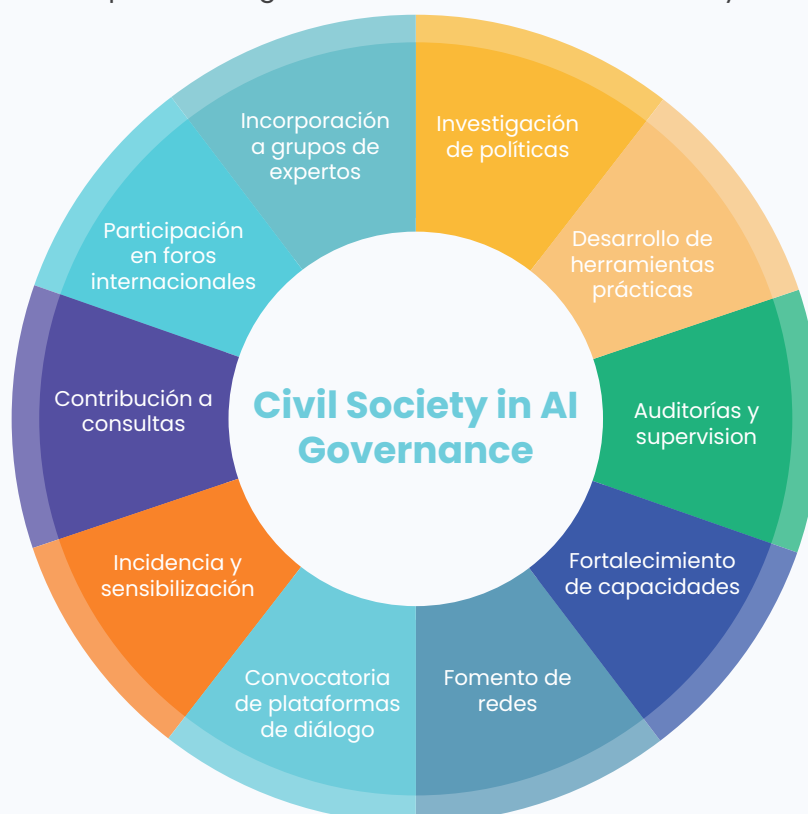 Incorporación
a grupos de
expertos
Investigación
de políticas
Desarrollo de
herramientas
prácticas
Auditorías y
supervision
Fortalecimiento
de capacidades
Fomento de
redes
Convocatoria
de plataformas
de diálogo
Incidencia y
sensibilización
Contribución a
consultas
Participación
en foros
internacionales
Civil Society in AI
Governance